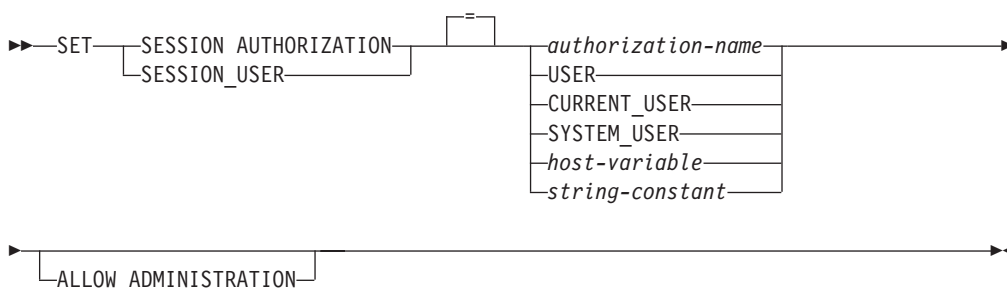 =
SET SESSION AUTHORIZATION authorization-name
SESSION_USER USER
CURRENT_USER
SYSTEM_USER
host-variable
string-constant
ALLOW ADMINISTRATION